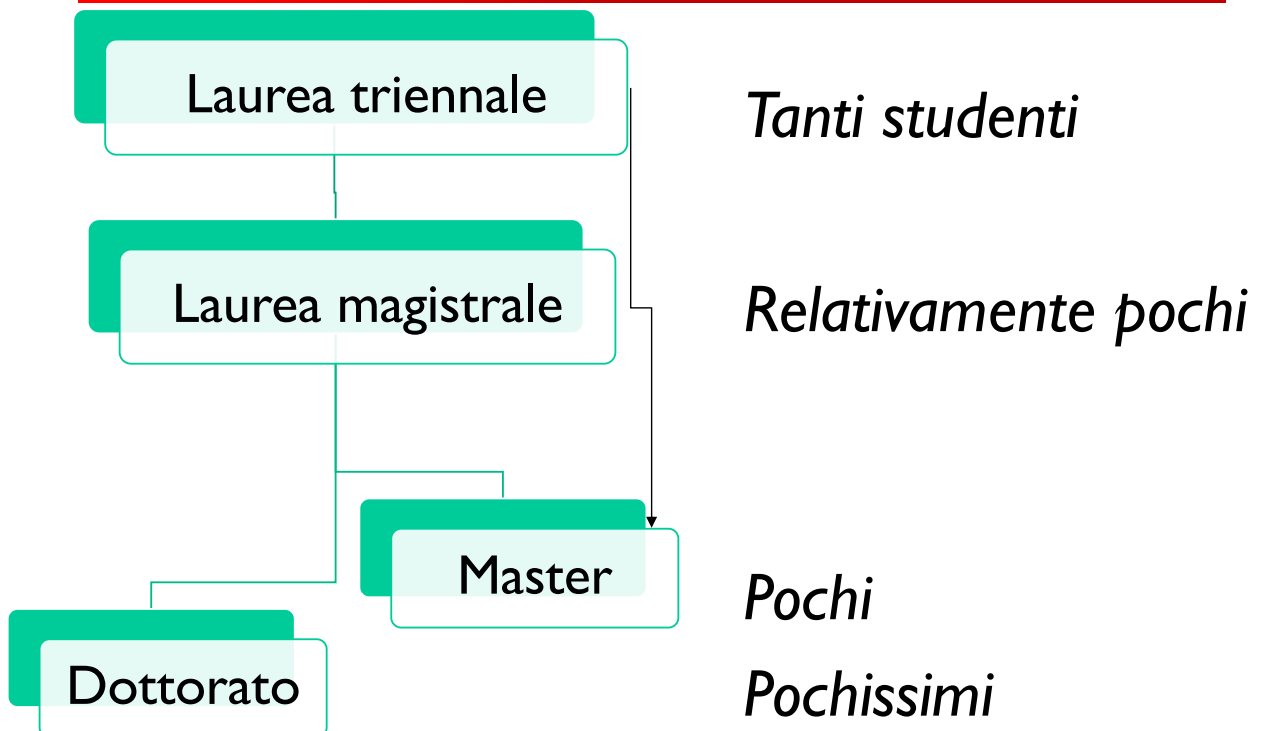 Laurea triennale
Tanti studenti
Laurea magistrale
Relativamente pochi
Master
Pochi
Dottorato
Pochissimi